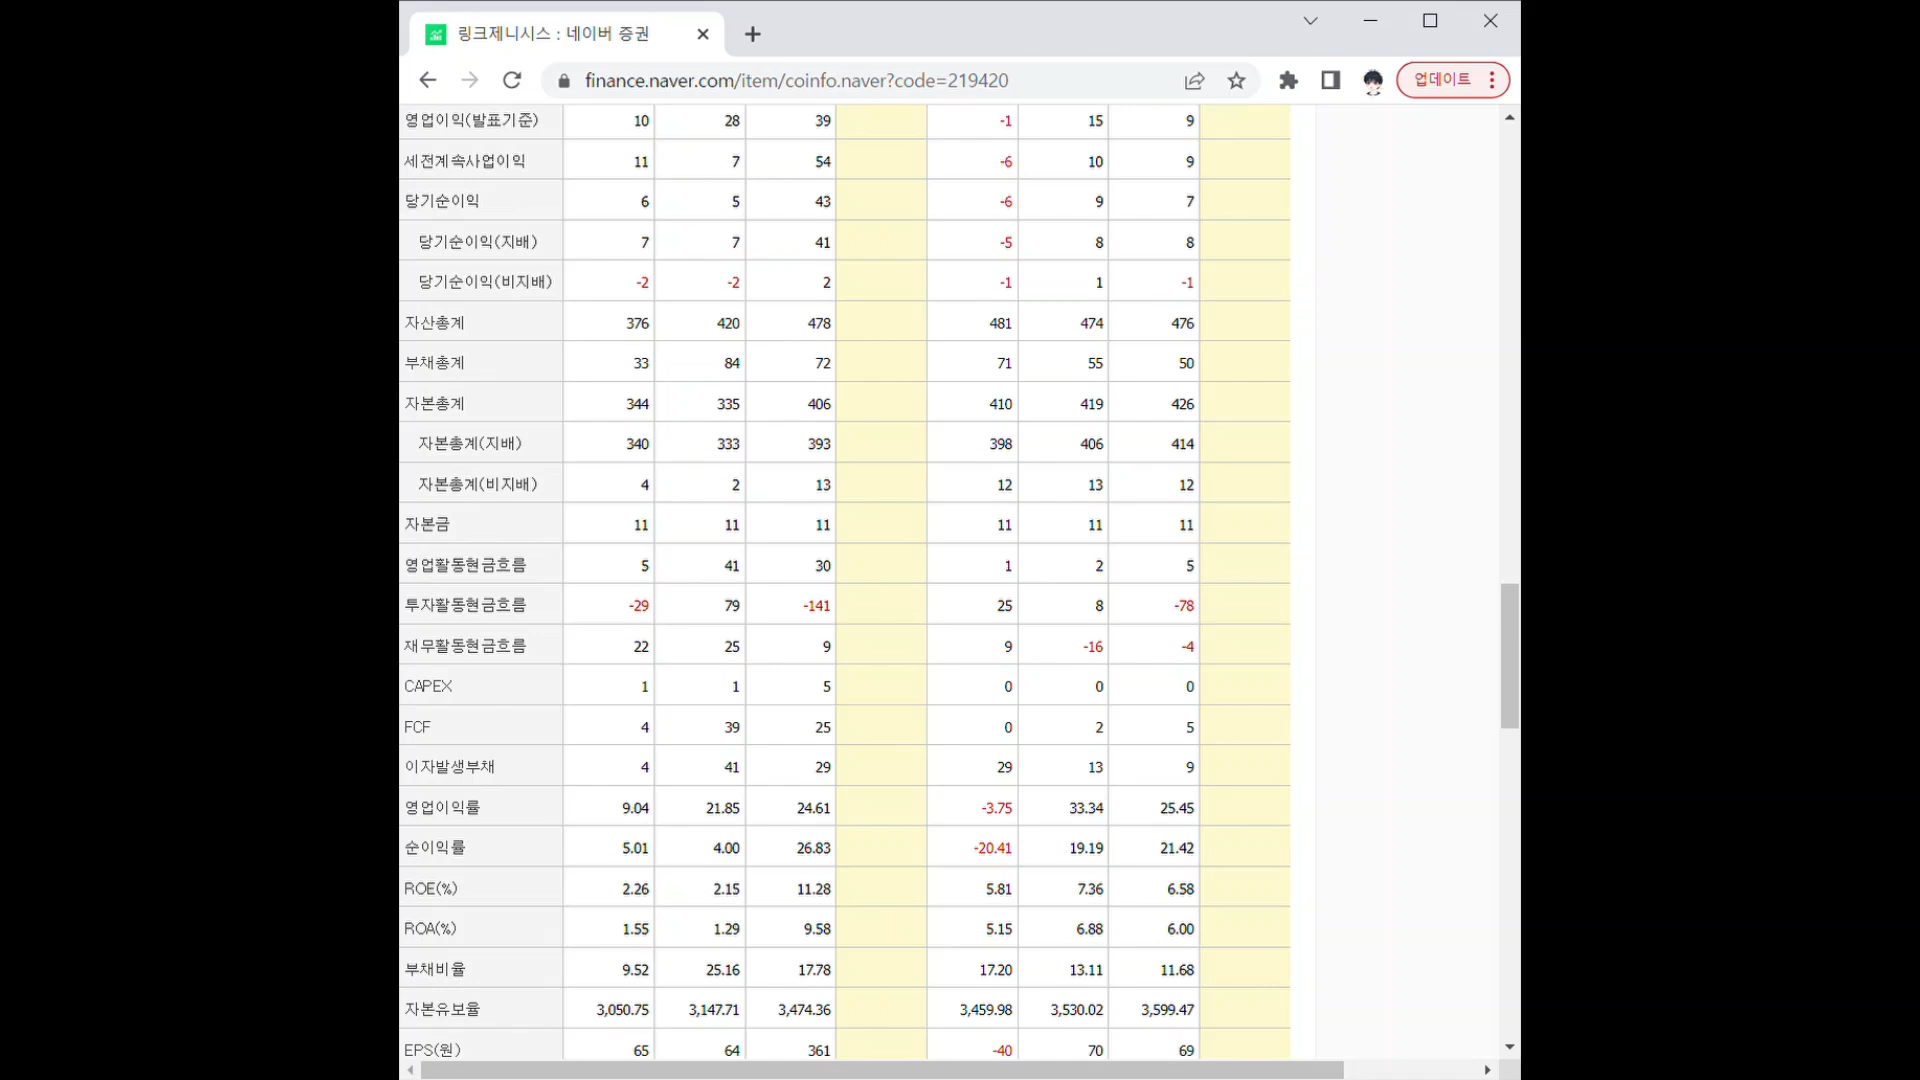 링크제니시스 : 네이버 증권
finance.naver.com/item/coinfo.naver?code=219420
업데이트
영업이익(발표기준) 10 28 39 -1 15 9
세전계속사업이익 11 7 54 -6 10 9
당기순이익 6 5 43 -6 9 7
당기순이익(지배) 7 7 41 -5 8 8
당기순이익(비지배) -2 -2 2 -1 1 -1
자산총계 376 420 478 481 474 476
부채총계 33 84 72 71 55 50
자본총계 344 335 406 410 419 426
자본총계(지배) 340 333 393 398 406 414
자본총계(비지배) 4 2 13 12 13 12
자본금 11 11 11 11 11 11
영업활동현금흐름 5 41 30 1 2 5
투자활동현금흐름 -29 79 -141 25 8 -78
재무활동현금흐름 22 25 9 9 -16 -4
CAPEX 1 1 5 0 0 0
FCF 4 39 25 0 2 5
이자발생부채 4 41 29 29 13 9
영업이익률 9.04 21.85 24.61 -3.75 33.34 25.45
순이익률 5.01 4.00 26.83 -20.41 19.19 21.42
ROE(%) 2.26 2.15 11.28 5.81 7.36 6.58
ROA(%) 1.55 1.29 9.58 5.15 6.88 6.00
부채비율 9.52 25.16 17.78 17.20 13.11 11.68
자본유보율 3,050.75 3,147.71 3,474.36 3,459.98 3,530.02 3,599.47
EPS(원) 65 64 361 -40 70 69